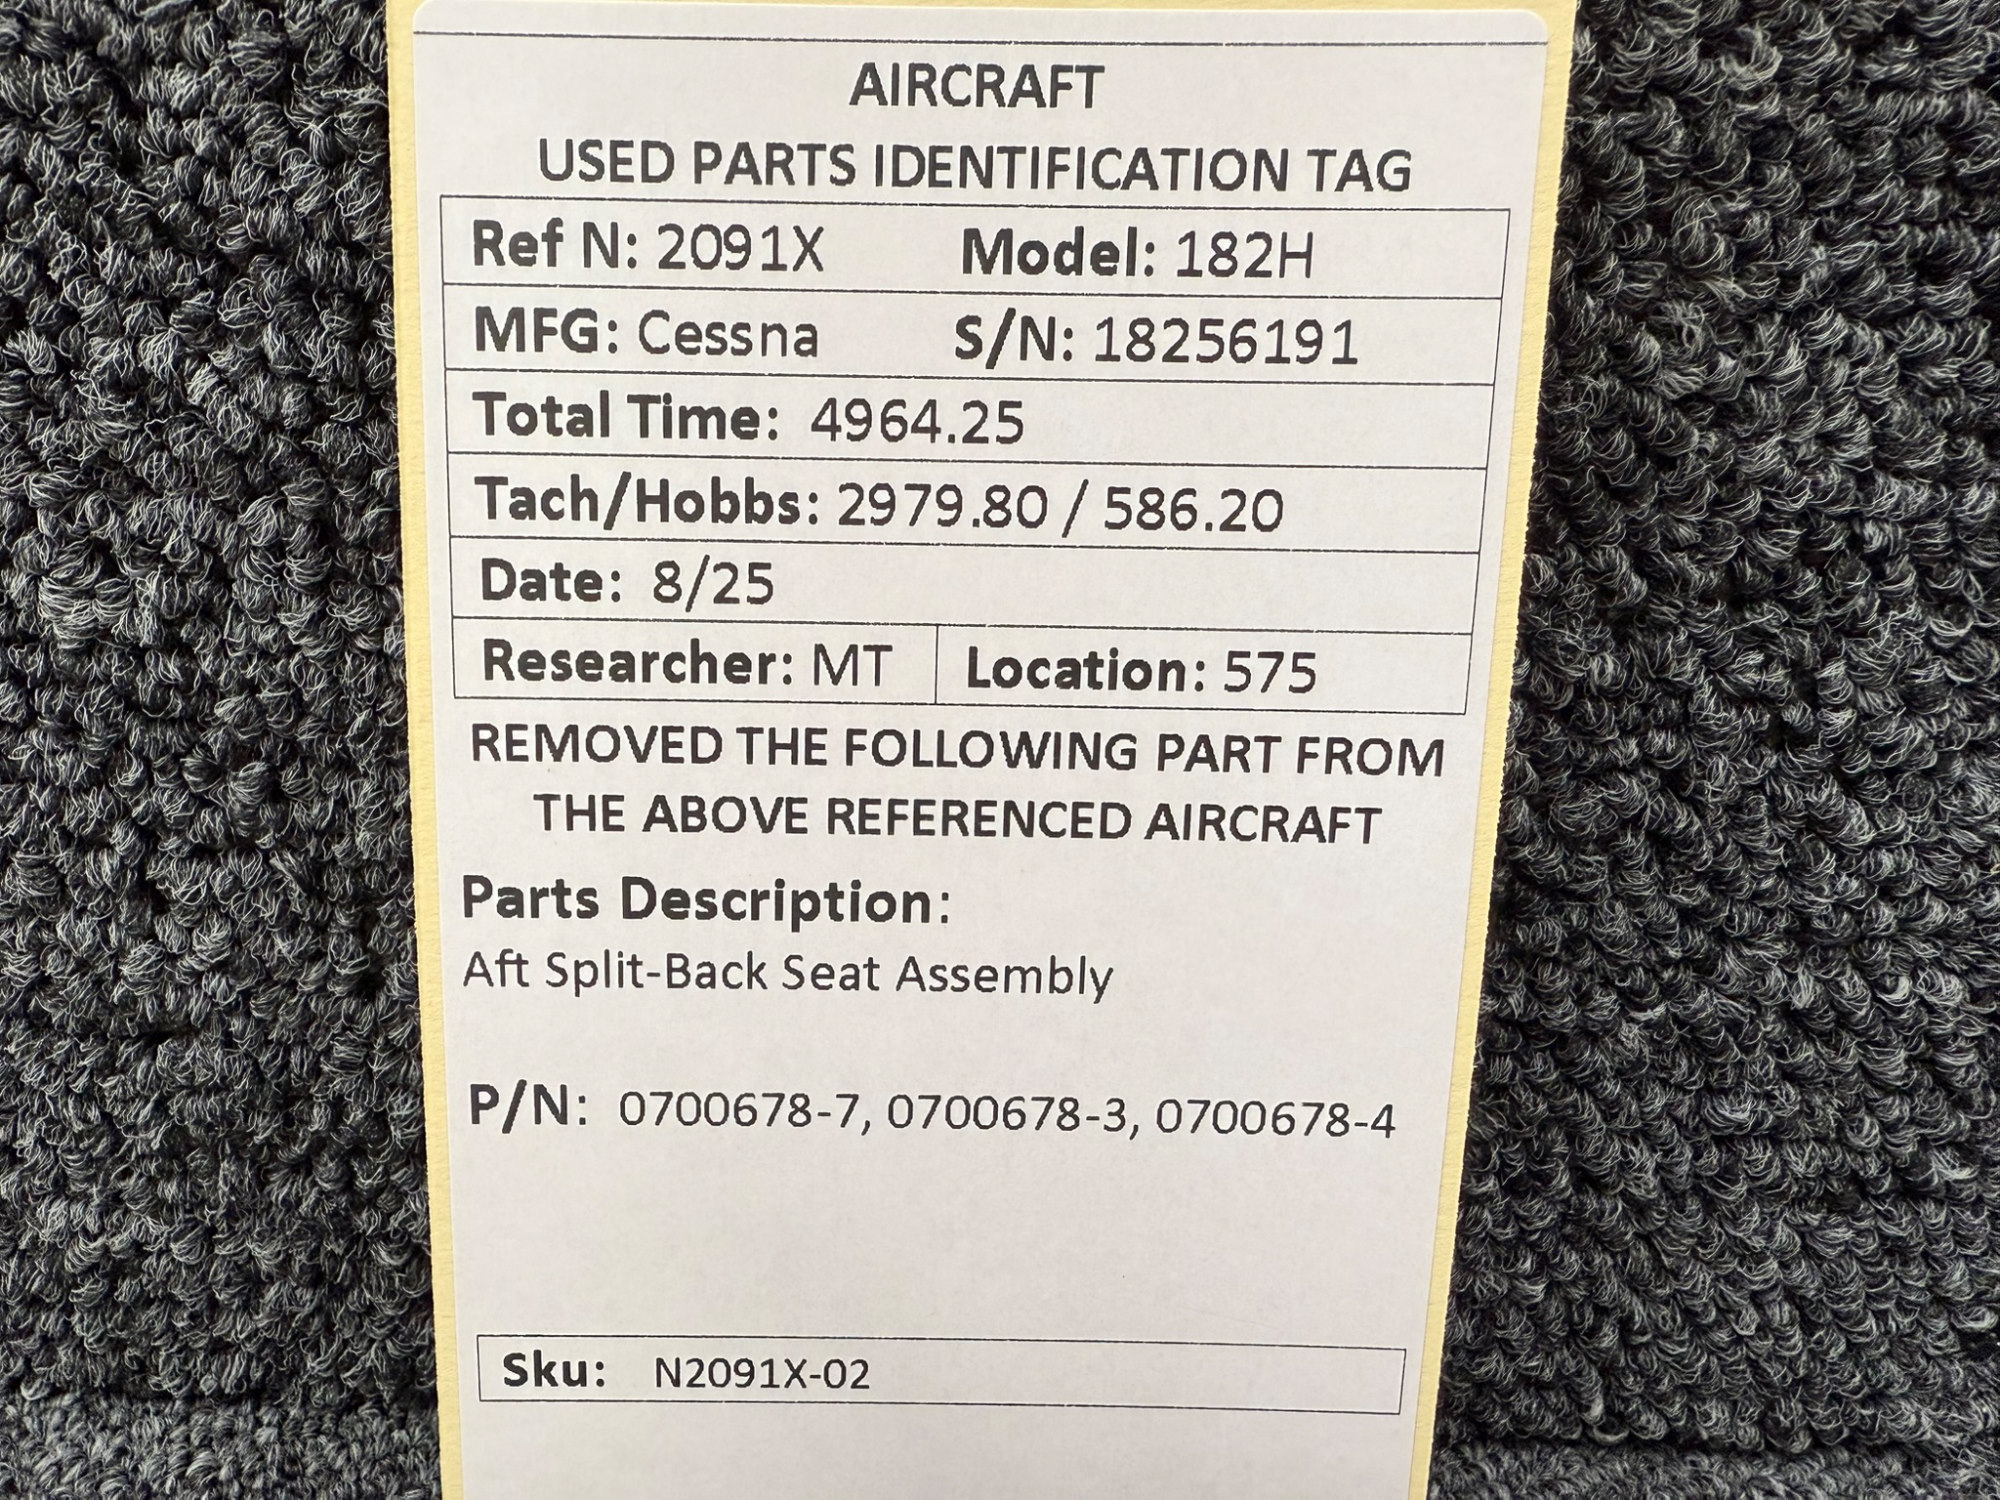 AIRCRAFT
USED PARTS IDENTIFICATION TAG
Ref N: 2091X Model: 182H
MFG: Cessna S/N: 18256191
Total Time: 4964.25
Tach/Hobbs: 2979.80 / 586.20
Date: 8/25
Researcher: MT Location: 575
REMOVED THE FOLLOWING PART FROM
THE ABOVE REFERENCED AIRCRAFT
Parts Description:
Aft Split-Back Seat Assembly
P/N: 0700678-7, 0700678-3, 0700678-4
Sku: N2091X-02